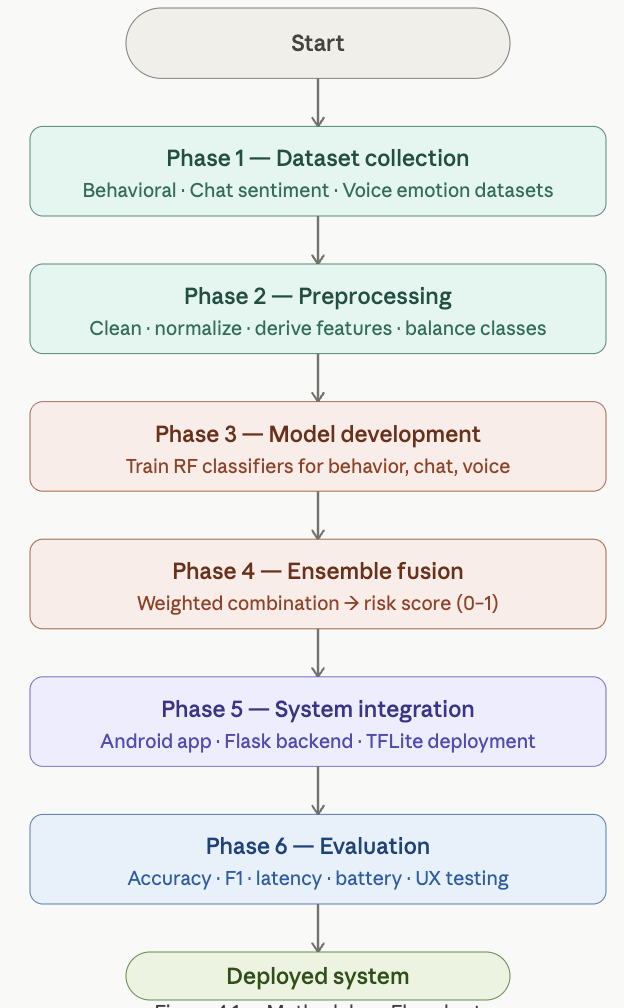 Start
Phase 1 — Dataset collection
Behavioral · Chat sentiment · Voice emotion datasets
Phase 2 — Preprocessing
Clean · normalize · derive features · balance classes
Phase 3 — Model development
Train RF classifiers for behavior, chat, voice
Phase 4 — Ensemble fusion
Weighted combination → risk score (0–1)
Phase 5 — System integration
Android app · Flask backend · TFLite deployment
Phase 6 — Evaluation
Accuracy · F1 · latency · battery · UX testing
Deployed system